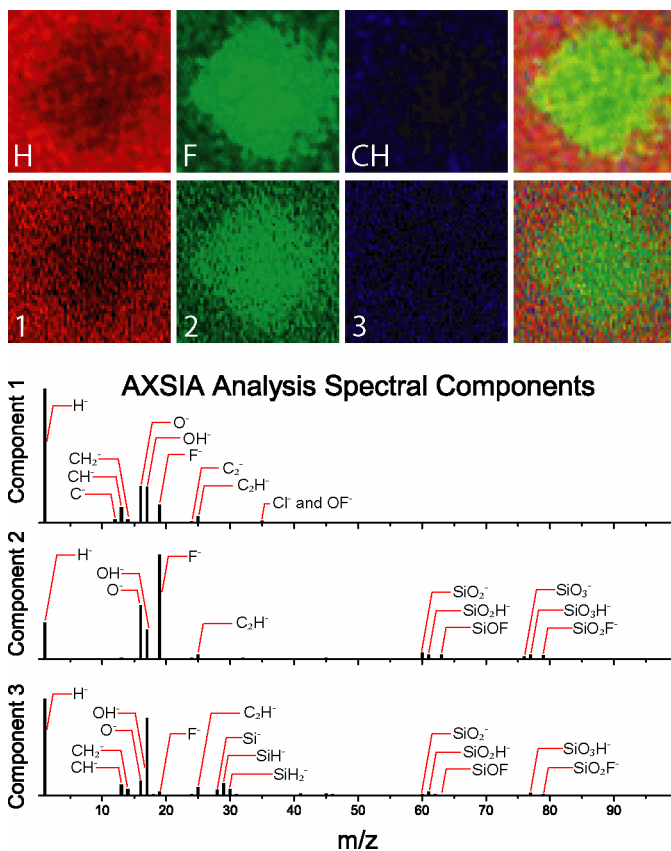 H F CH
1 2 3
AXSIA Analysis Spectral Components
Component 1
H⁻
O⁻
OH⁻
F⁻
CH₂⁻
CH⁻
C⁻
C₂⁻
C₂H⁻
Cl⁻ and OF⁻
Component 2
H⁻
OH⁻
O⁻
F⁻
C₂H⁻
SiO₂⁻
SiO₂H⁻
SiOF
SiO₃⁻
SiO₃H⁻
SiO₂F⁻
Component 3
H⁻
OH⁻
O⁻
CH₂⁻
CH⁻
F⁻
C₂H⁻
Si⁻
SiH⁻
SiH₂⁻
SiO₂⁻
SiO₂H⁻
SiOF
SiO₃H⁻
SiO₂F⁻
10 20 30 40 50 60 70 80 90
m/z